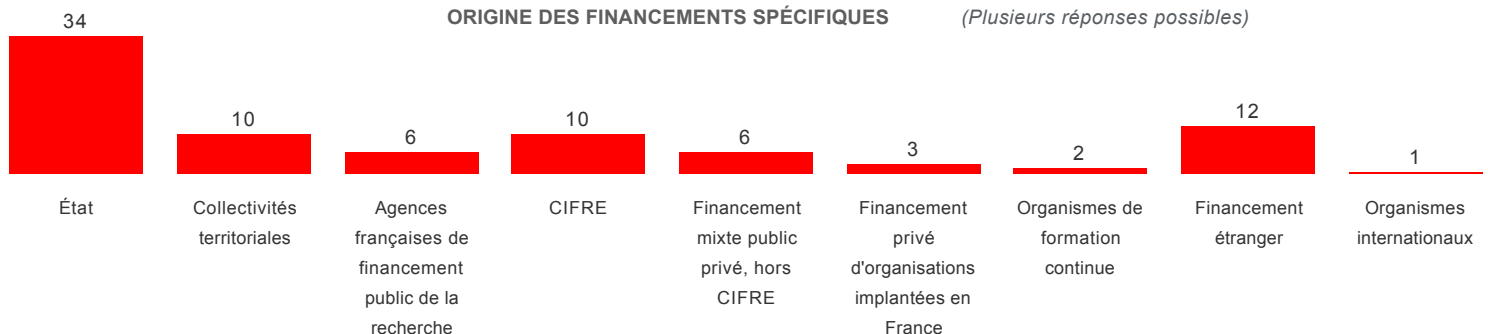 ORIGINE DES FINANCEMENTS SPÉCIFIQUES (Plusieurs réponses possibles)
34
10
6
10
6
3
2
12
1
État
Collectivités
territoriales
Agences
françaises de
financement
public de la
recherche
CIFRE
Financement
mixte public
privé, hors
CIFRE
Financement
privé
d'organisations
implantées en
France
Organismes de
formation
continue
Financement
étranger
Organismes
internationaux